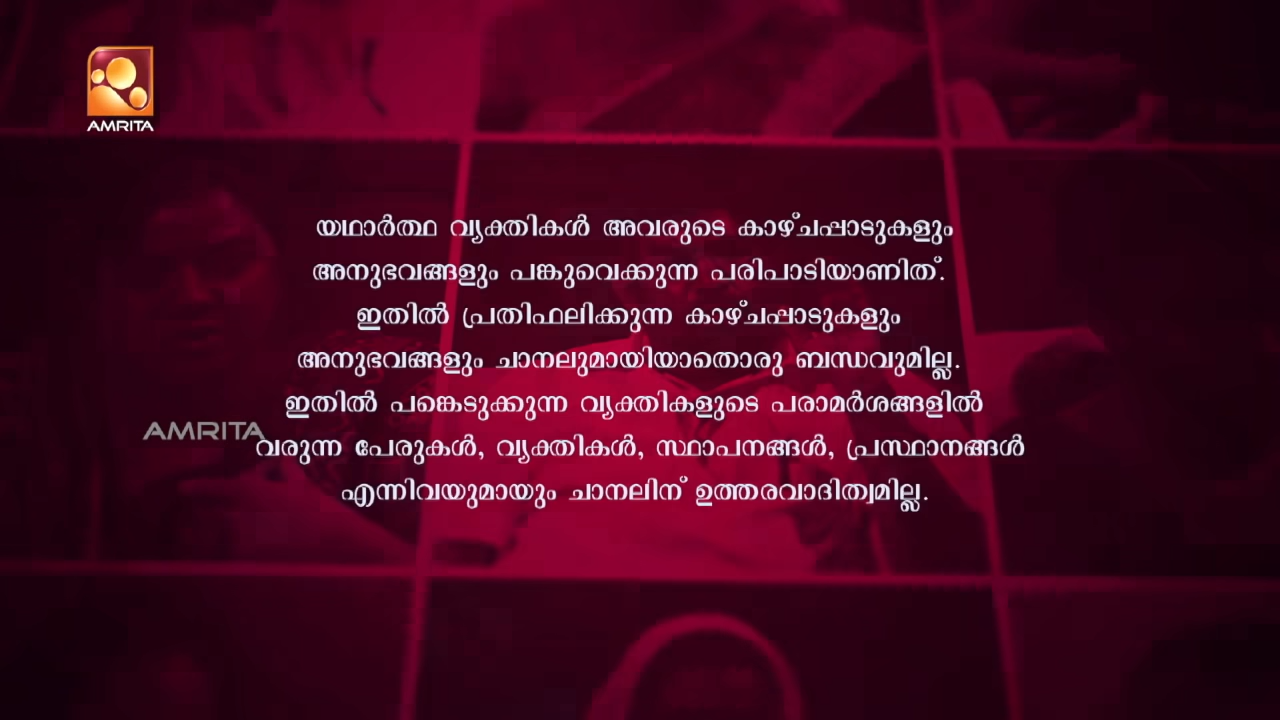 AMRITA
യഥാർത്ഥ വ്യക്തികൾ അവരുടെ കാഴ്ചപ്പാടുകളും
അനുഭവങ്ങളും പങ്കുവെക്കുന്ന പരിപാടിയാണിത്.
ഇതിൽ പ്രതിഫലിക്കുന്ന കാഴ്ചപ്പാടുകളും
അനുഭവങ്ങളും ചാനലുമായിയാതൊരു ബന്ധവുമില്ല.
ഇതിൽ പങ്കെടുക്കുന്ന വ്യക്തികളുടെ പരാമർശങ്ങളിൽ
AMRITA
വരുന്ന പേരുകൾ, വ്യക്തികൾ, സ്ഥാപനങ്ങൾ, പ്രസ്ഥാനങ്ങൾ
എന്നിവയുമായും ചാനലിന് ഉത്തരവാദിത്വമില്ല.